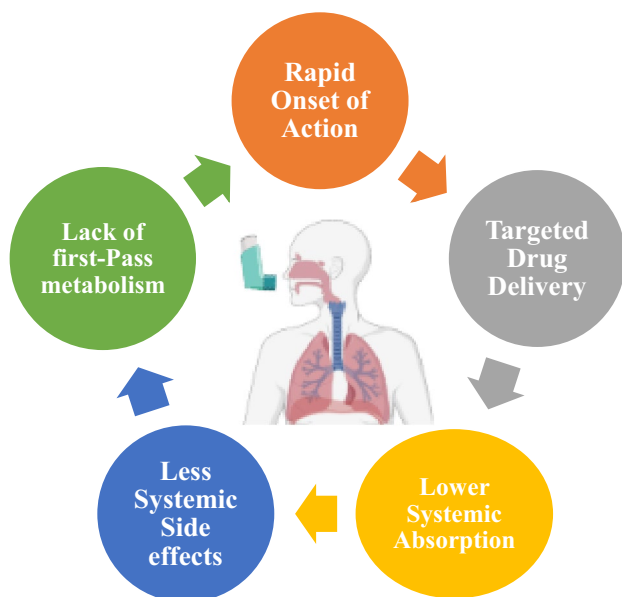 Rapid
Onset of
Action
Targeted
Drug
Delivery
Lower
Systemic
Absorption
Less
Systemic
Side
effects
Lack of
first-Pass
metabolism